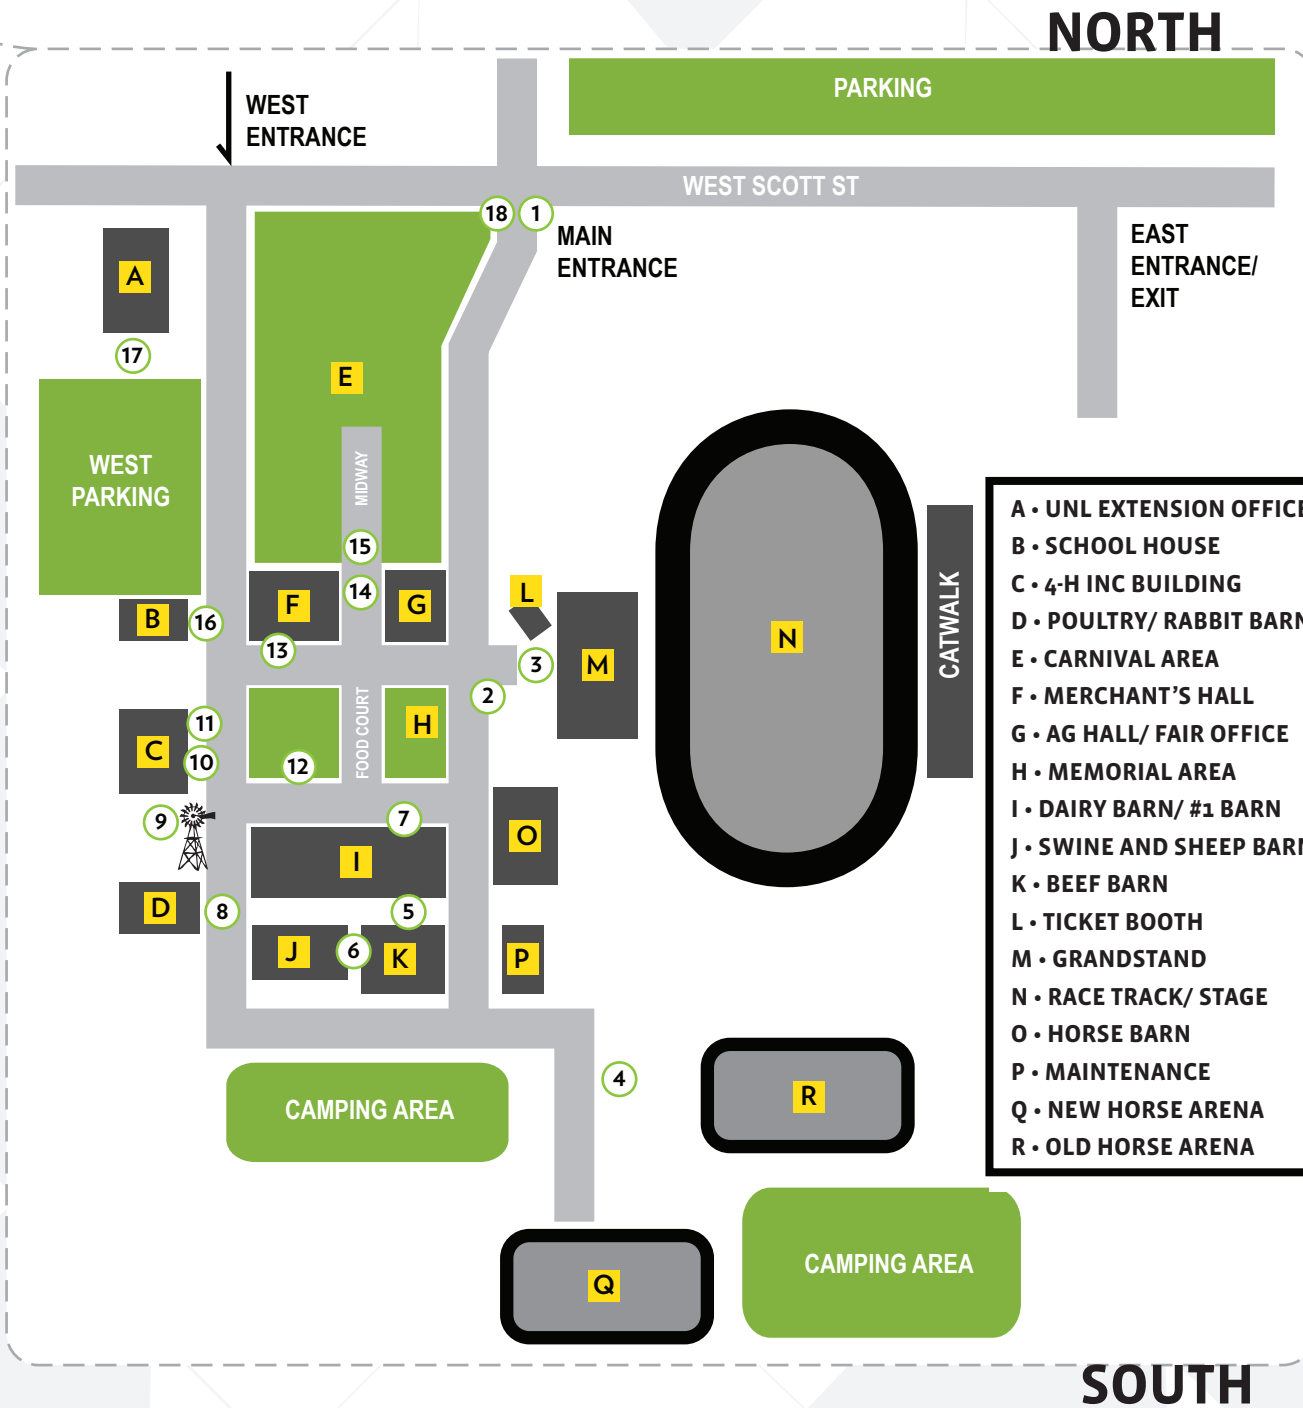 NORTH
PARKING
WEST
ENTRANCE
WEST SCOTT ST
18
1
MAIN
ENTRANCE
EAST
ENTRANCE/
EXIT
A
17
E
WEST
PARKING
MIDWAY
15
14
F
G
L
B
16
13
3
M
N
CATWALK
2
H
FOOD COURT
11
C
10
12
9
7
I
O
D
8
5
J
6
K
P
4
R
CAMPING AREA
Q
CAMPING AREA
A • UNL EXTENSION OFFICE
B • SCHOOL HOUSE
C • 4-H INC BUILDING
D • POULTRY/ RABBIT BARN
E • CARNIVAL AREA
F • MERCHANT'S HALL
G • AG HALL/ FAIR OFFICE
H • MEMORIAL AREA
I • DAIRY BARN/ #1 BARN
J • SWINE AND SHEEP BARN
K • BEEF BARN
L • TICKET BOOTH
M • GRANDSTAND
N • RACE TRACK/ STAGE
O • HORSE BARN
P • MAINTENANCE
Q • NEW HORSE ARENA
R • OLD HORSE ARENA
SOUTH